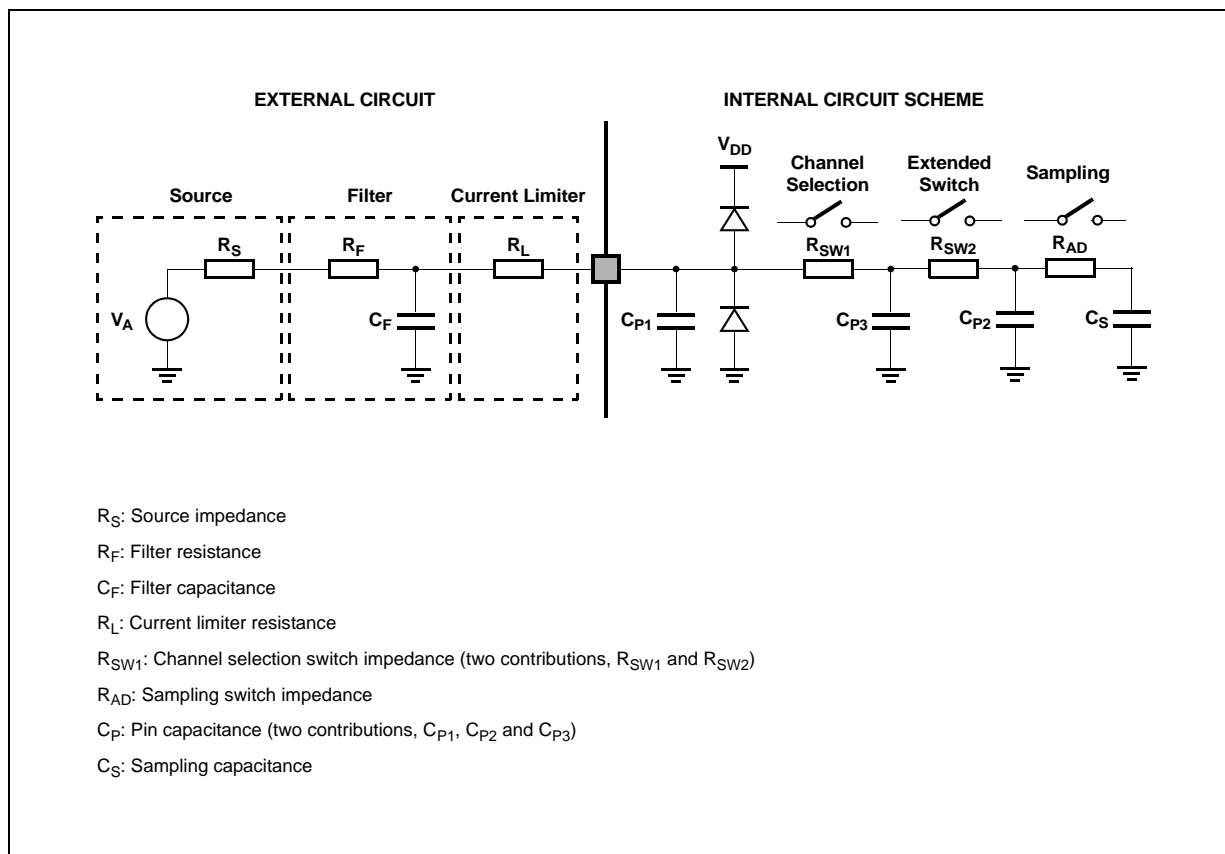 EXTERNAL CIRCUIT
INTERNAL CIRCUIT SCHEME
VDD
Channel
Selection
Extended
Switch
Sampling
Source
Filter
Current Limiter
RS
RF
RL
RSW1
RSW2
RAD
VA
CF
CP1
CP3
CP2
CS
RS: Source impedance
RF: Filter resistance
CF: Filter capacitance
RL: Current limiter resistance
RSW1: Channel selection switch impedance (two contributions, RSW1 and RSW2)
RAD: Sampling switch impedance
CP: Pin capacitance (two contributions, CP1, CP2 and CP3)
CS: Sampling capacitance